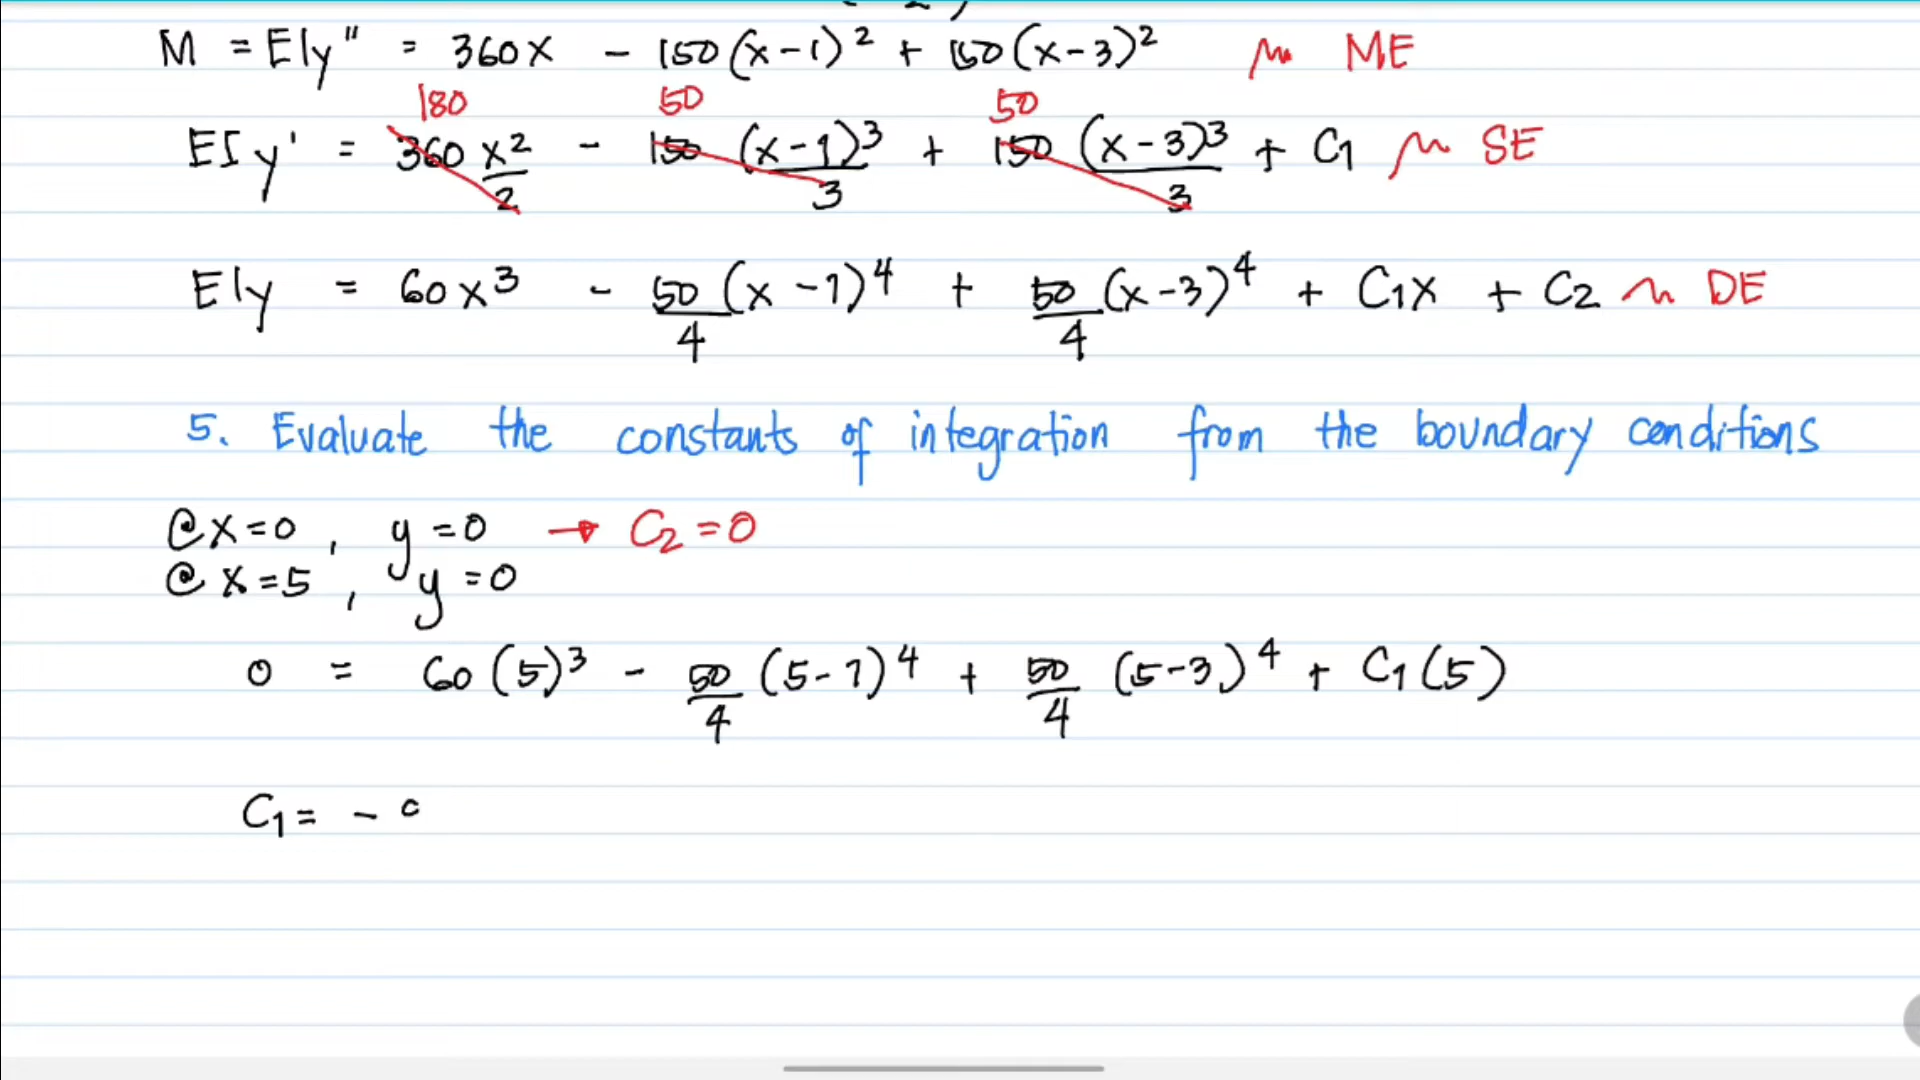 M = EIy" = 360x - 150(x-1)² + 150(x-3)² ME
180 50 50
EIy' = 360 x²/2 - 150 (x-1)³/3 + 150 (x-3)³/3 + C₁ SE
EIy = 60x³ - 50/4 (x-1)⁴ + 50/4 (x-3)⁴ + C₁x + C₂ DE
5. Evaluate the constants of integration from the boundary conditions
@ x=0, y=0 → C₂=0
@ x=5, y=0
0 = 60(5)³ - 50/4 (5-1)⁴ + 50/4 (5-3)⁴ + C₁(5)
C₁ = -